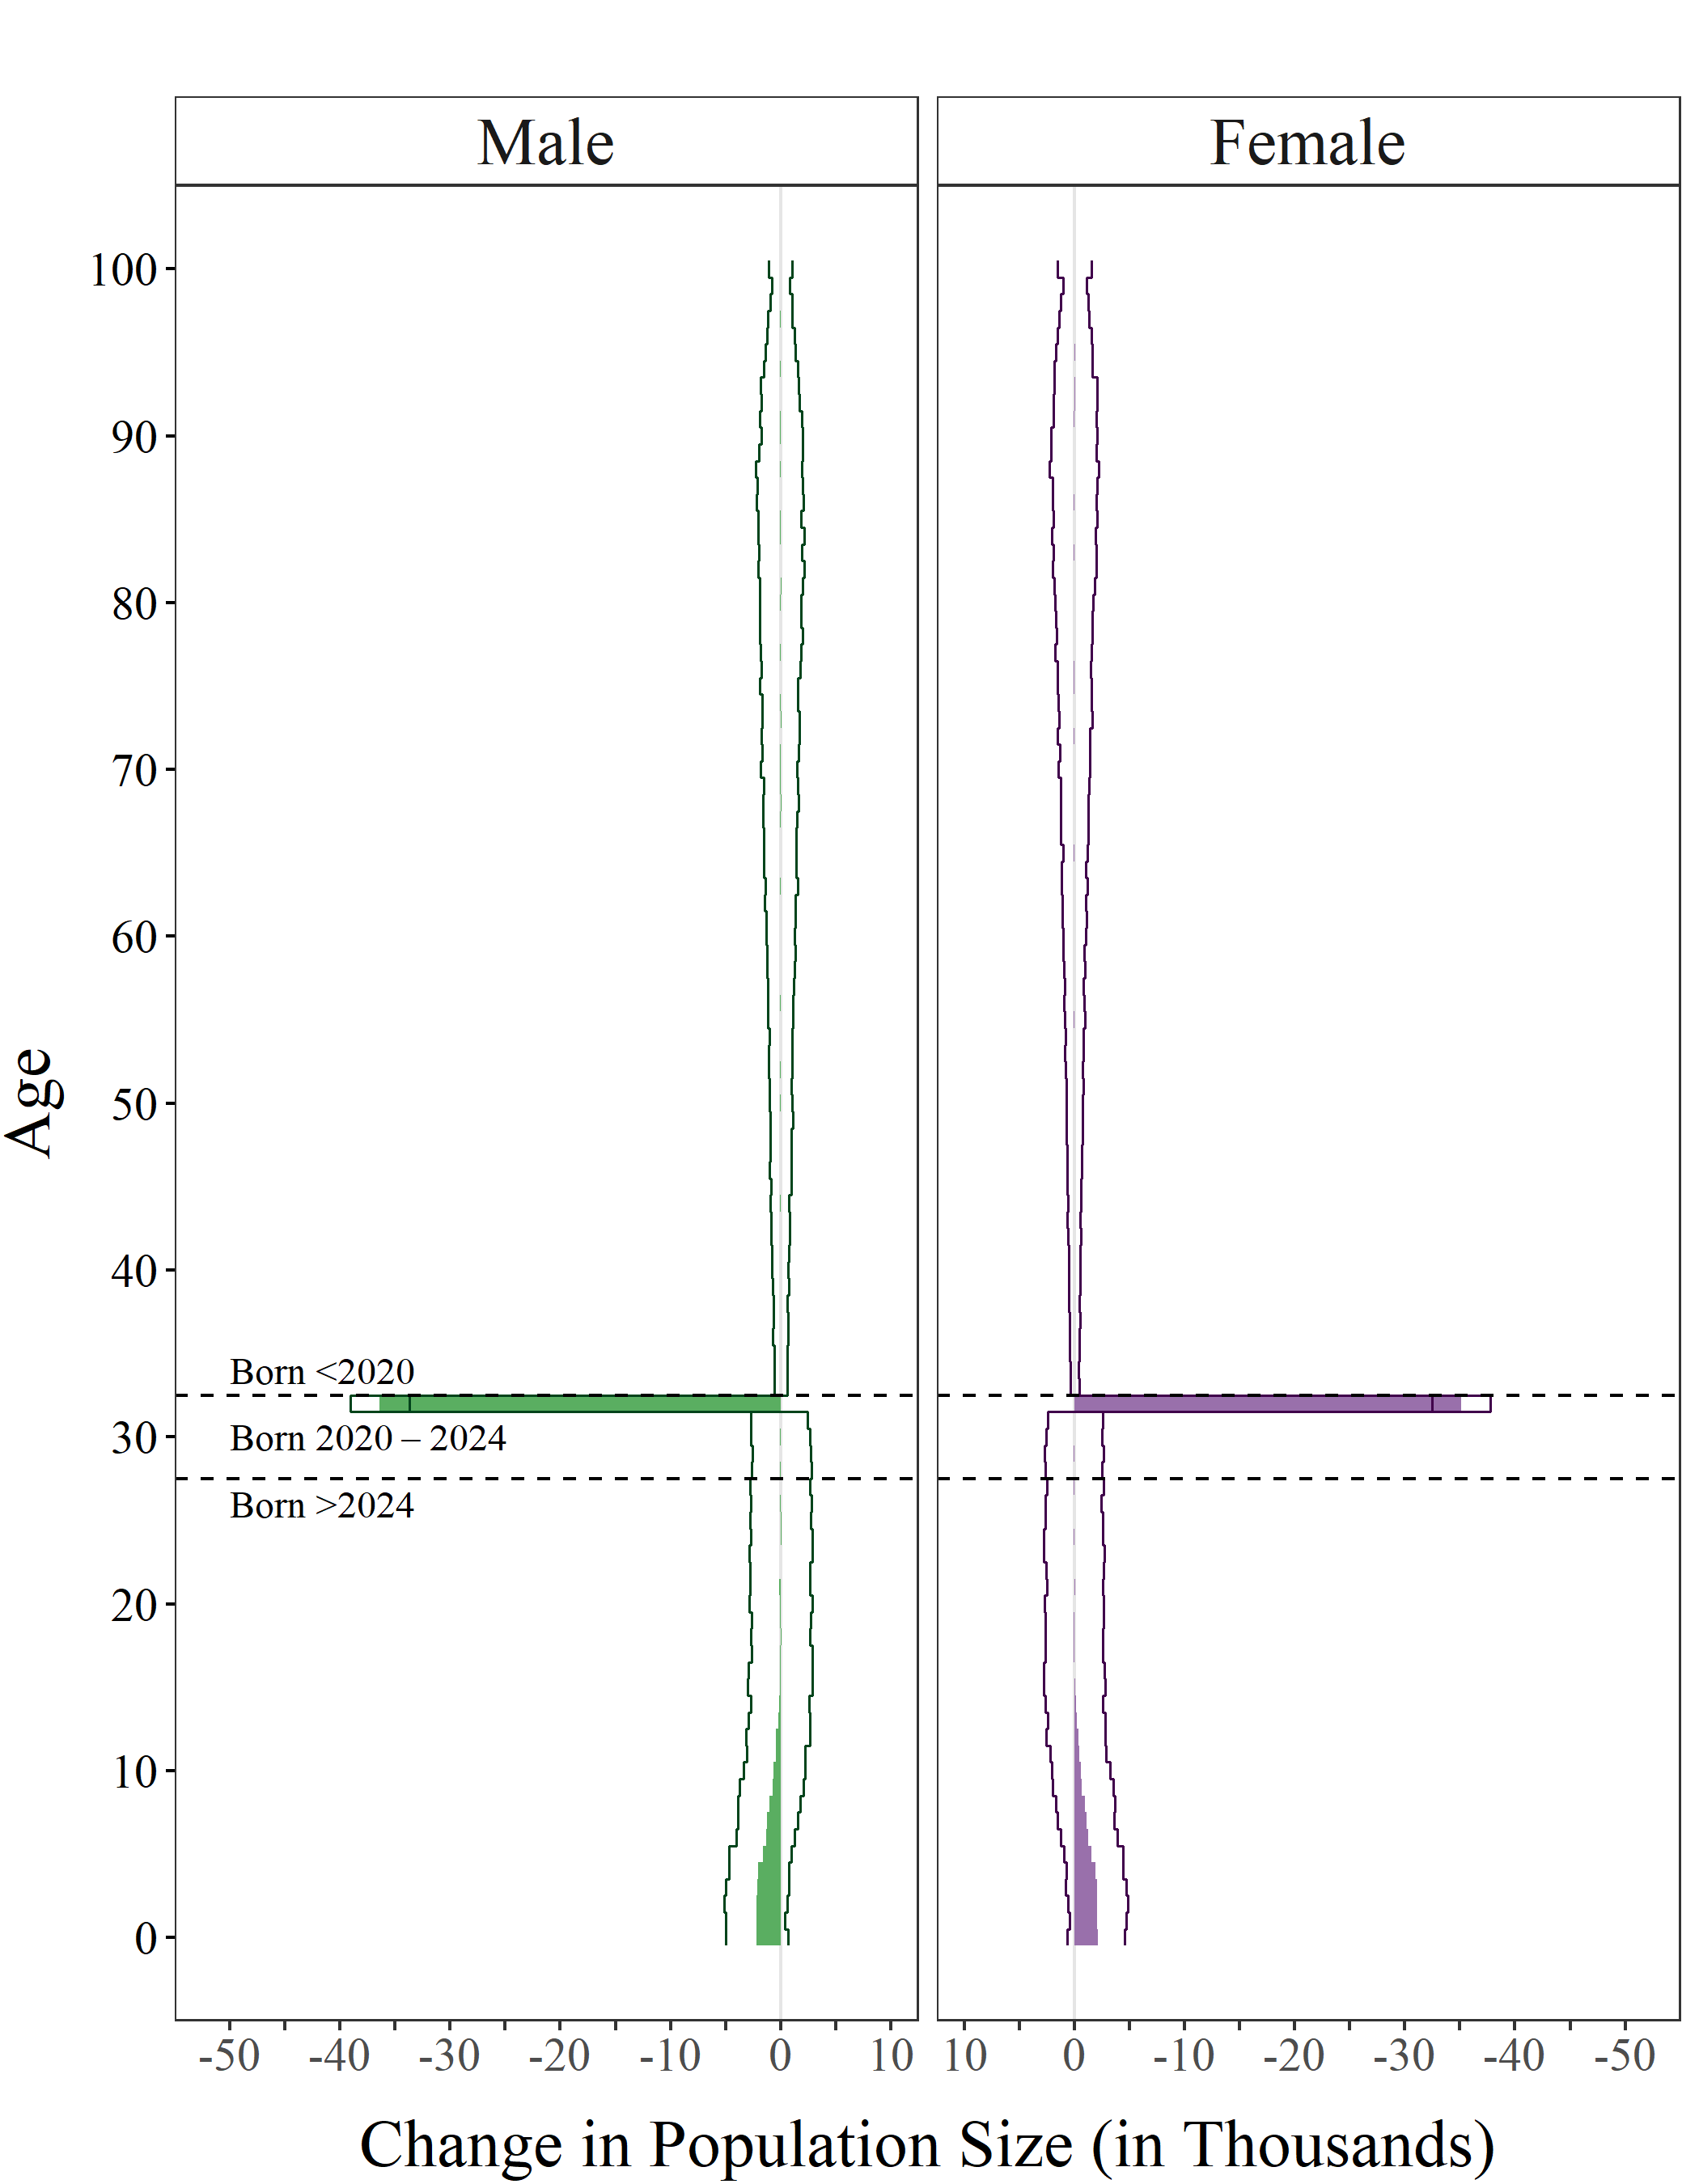 Male
Female
100
90
80
70
60
50
40
30
20
10
0
Age
Born <2020
Born 2020 – 2024
Born >2024
-50 -40 -30 -20 -10 0 10
10 0 -10 -20 -30 -40 -50
Change in Population Size (in Thousands)